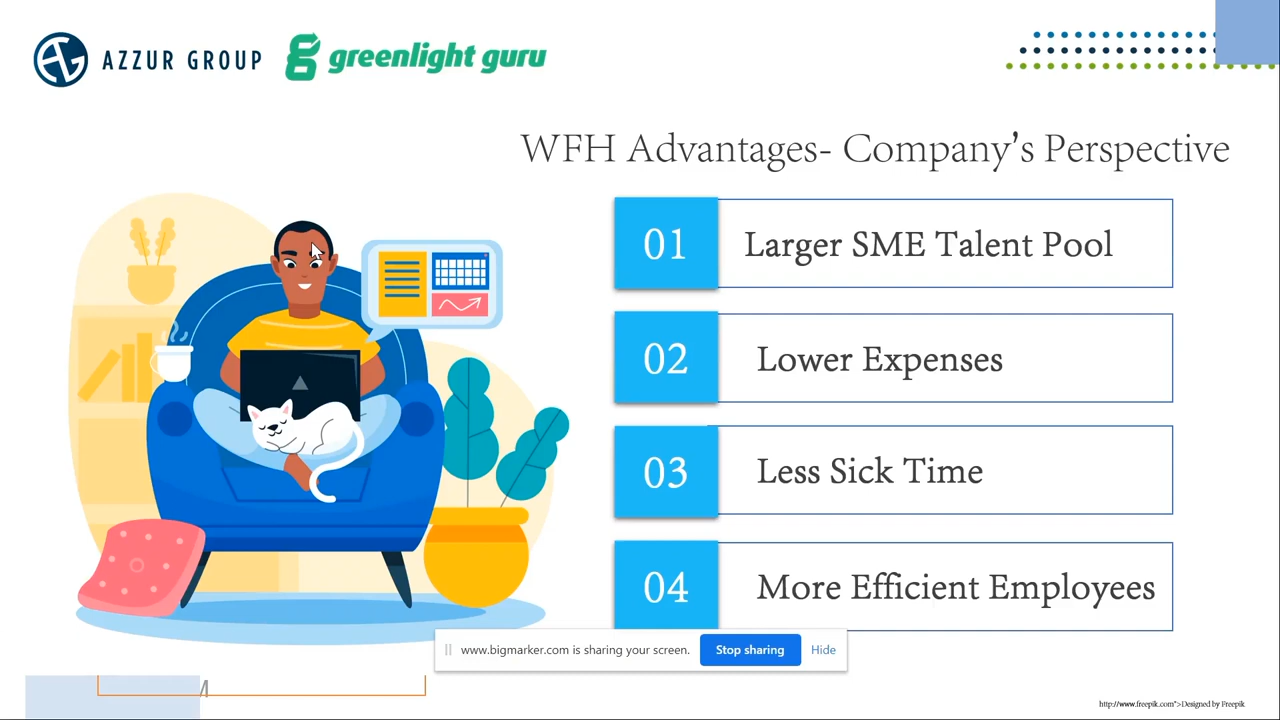 AZZUR GROUP greenlight guru
WFH Advantages- Company's Perspective
01 Larger SME Talent Pool
02 Lower Expenses
03 Less Sick Time
04 More Efficient Employees
www.bigmarker.com is sharing your screen. Stop sharing Hide
http://www.freepik.com">Designed by Freepik